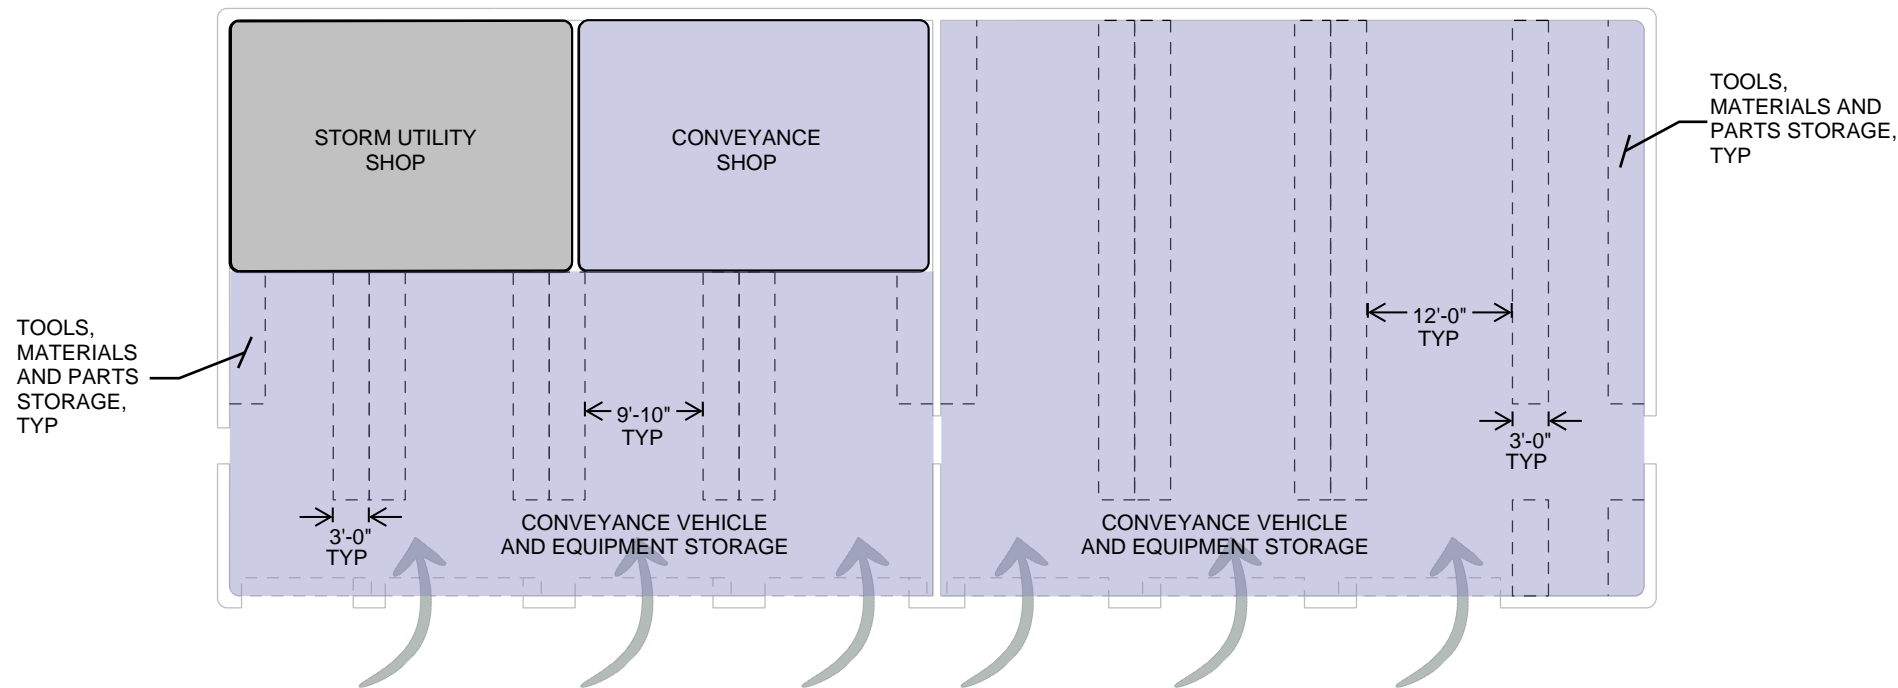 STORM UTILITY
SHOP
CONVEYANCE
SHOP
TOOLS,
MATERIALS AND
PARTS STORAGE,
TYP
TOOLS,
MATERIALS
AND PARTS
STORAGE,
TYP
12'-0"
TYP
9'-10"
TYP
3'-0"
TYP
3'-0"
TYP
CONVEYANCE VEHICLE
AND EQUIPMENT STORAGE
CONVEYANCE VEHICLE
AND EQUIPMENT STORAGE